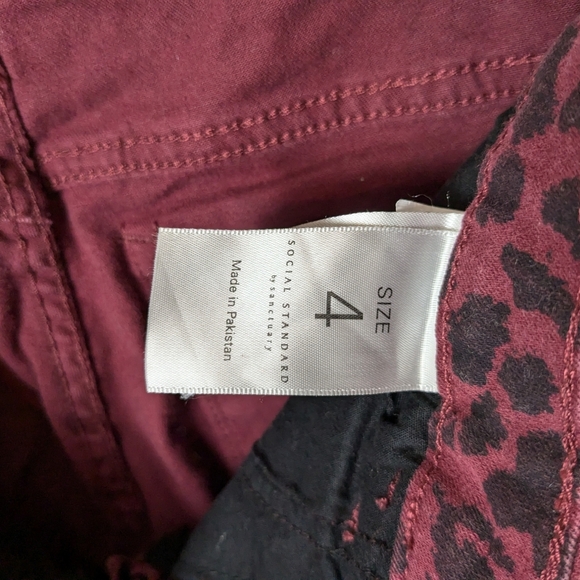 SIZE
4
SOCIAL STANDARD
by sanctuary
Made in Pakistan